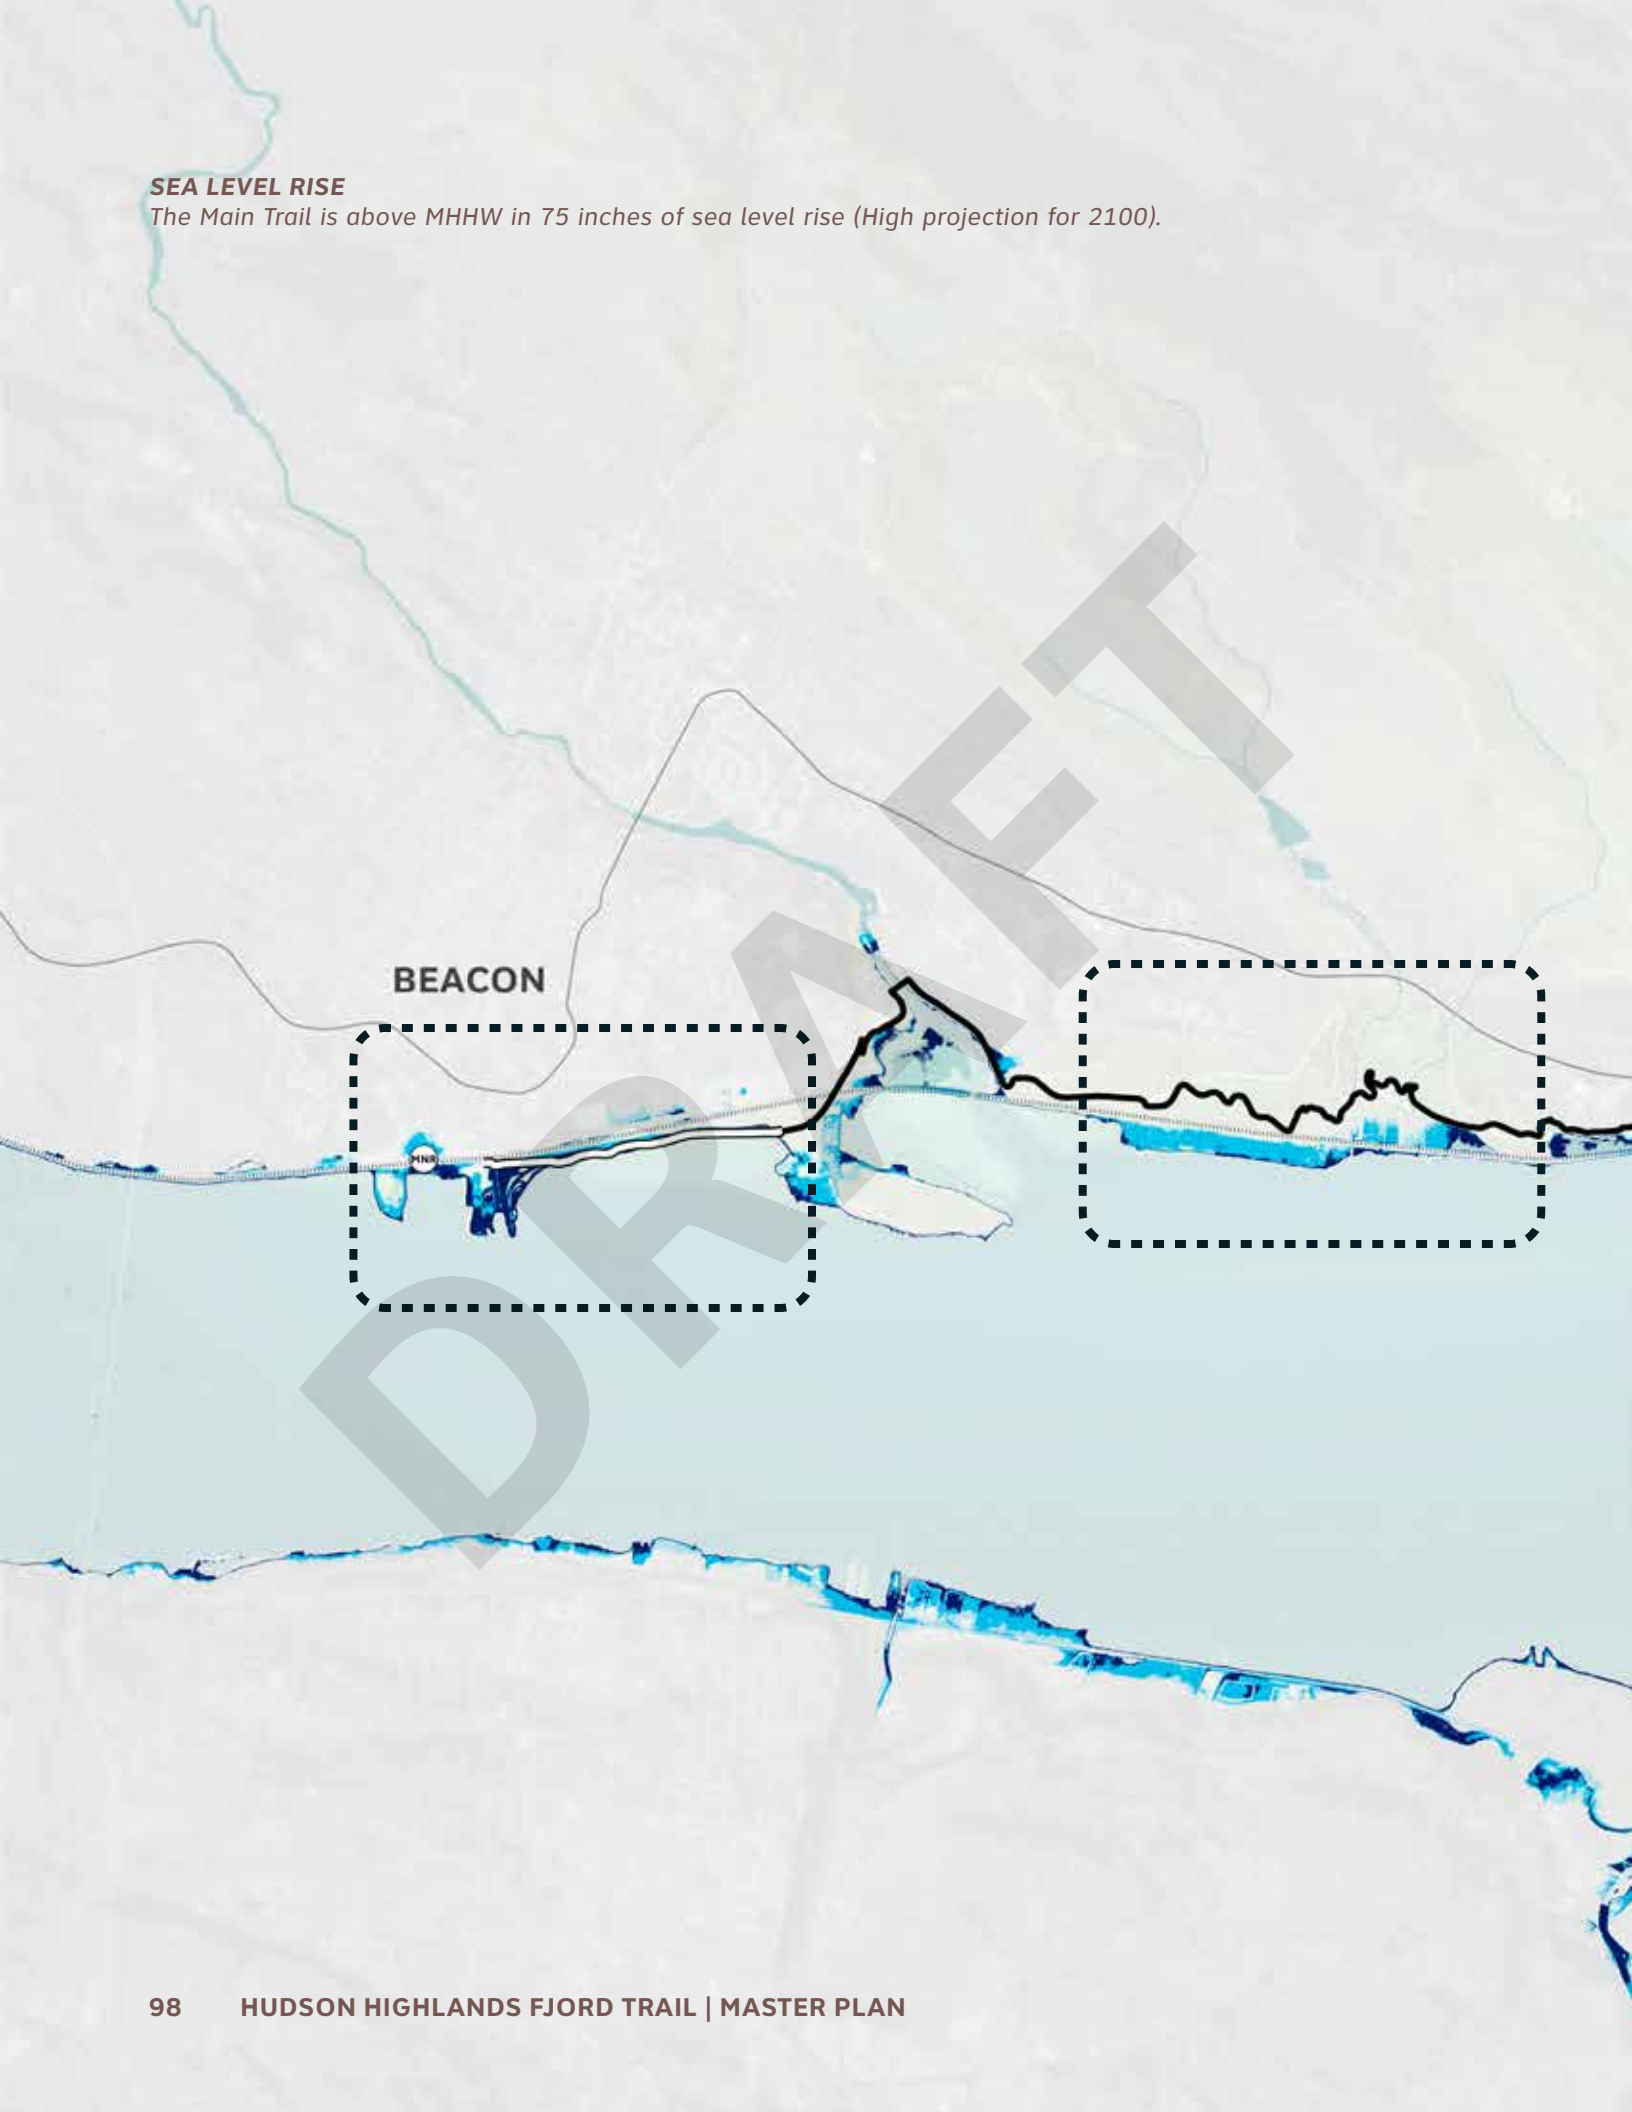 SEA LEVEL RISE
The Main Trail is above MHHW in 75 inches of sea level rise (High projection for 2100).
BEACON
MNR
DRAFT
98 HUDSON HIGHLANDS FJORD TRAIL | MASTER PLAN